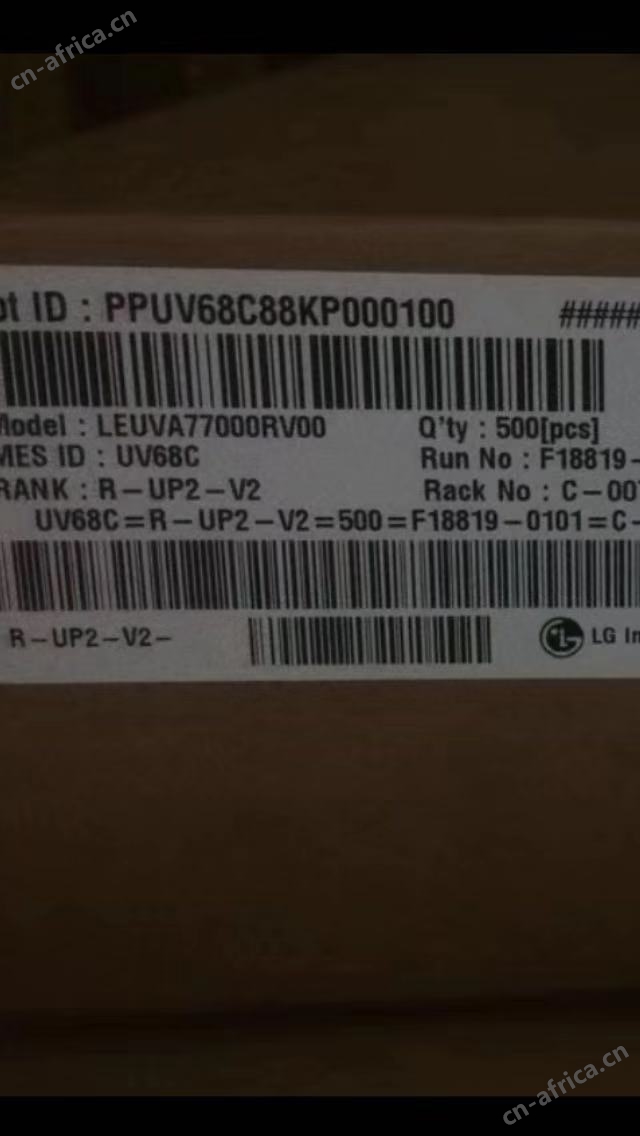 cn-africa.cn
ot ID : PPUV68C88KP000100 #####
Model : LEUVA77000RV00 Q'ty : 500[pcs]
MES ID : UV68C Run No : F18819-
RANK : R-UP2-V2 Rack No : C-00
UV68C=R-UP2-V2=500=F18819-0101=C-
R-UP2-V2- LG In
cn-africa.cn